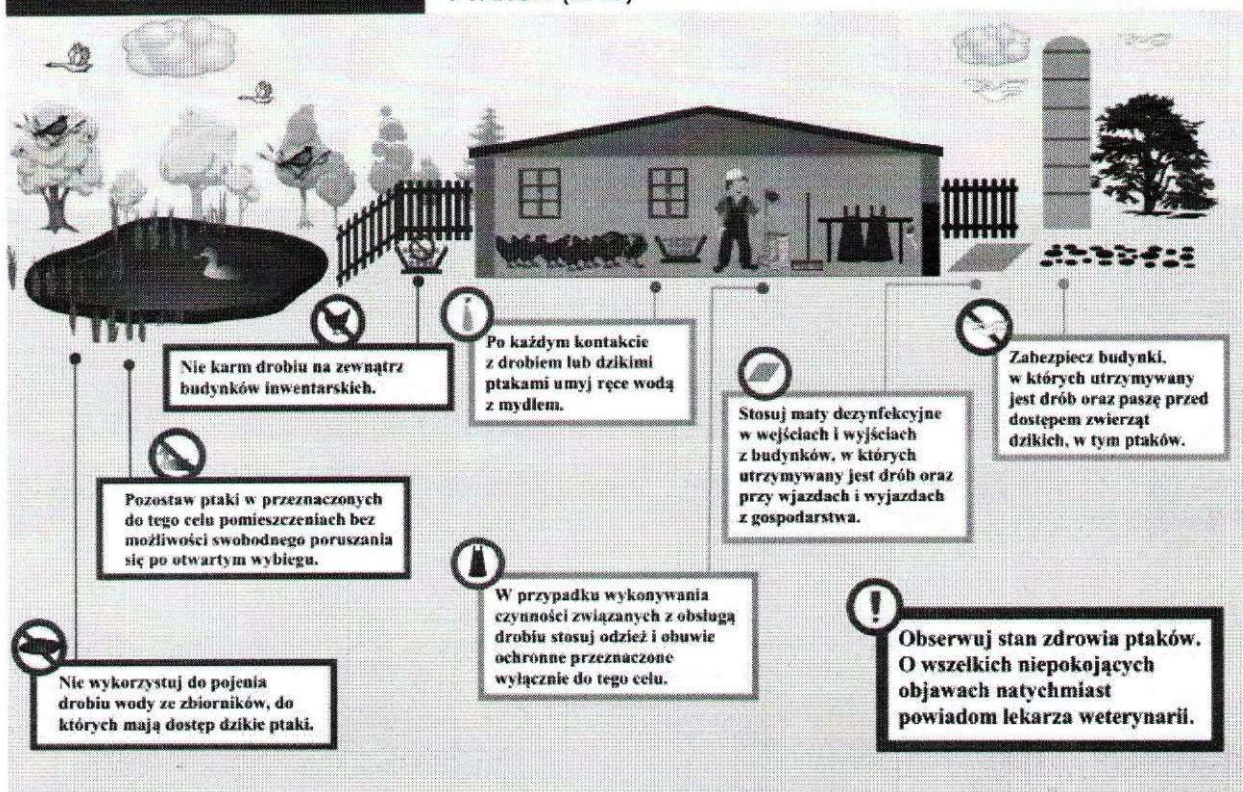 Nie karm drobiu na zewnątrz
budynków inwentarskich.
Po każdym kontakcie
z drobiem lub dzikimi
ptakami umyj ręce wodą
z mydłem.
Zabezpiecz budynki,
w których utrzymywany
jest drób oraz paszę przed
dostępem zwierząt
dzikich, w tym ptaków.
Stosuj maty dezynfekcyjne
w wejściach i wyjściach
z budynków, w których
utrzymywany jest drób oraz
przy wjazdach i wyjazdach
z gospodarstwa.
Pozostaw ptaki w przeznaczonych
do tego celu pomieszczeniach bez
możliwości swobodnego poruszania
się po otwartym wybiegu.
W przypadku wykonywania
czynności związanych z obsługą
drobiu stosuj odzież i obuwie
ochronne przeznaczone
wyłącznie do tego celu.
Nie wykorzystuj do pojenia
drobiu wody ze zbiorników, do
których mają dostęp dzikie ptaki.
Obserwuj stan zdrowia ptaków.
O wszelkich niepokojących
objawach natychmiast
powiadom lekarza weterynarii.